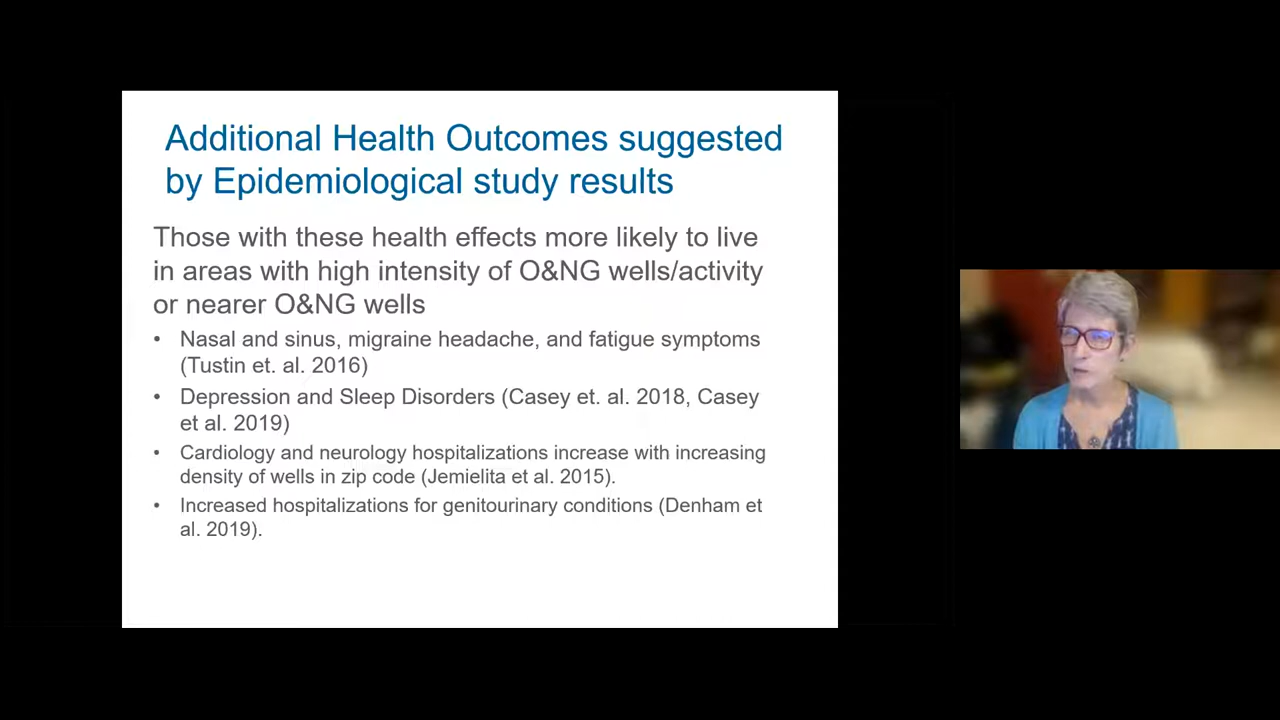 Additional Health Outcomes suggested
by Epidemiological study results
Those with these health effects more likely to live
in areas with high intensity of O&NG wells/activity
or nearer O&NG wells
• Nasal and sinus, migraine headache, and fatigue symptoms
(Tustin et. al. 2016)
• Depression and Sleep Disorders (Casey et. al. 2018, Casey
et al. 2019)
• Cardiology and neurology hospitalizations increase with increasing
density of wells in zip code (Jemielita et al. 2015).
• Increased hospitalizations for genitourinary conditions (Denham et
al. 2019).